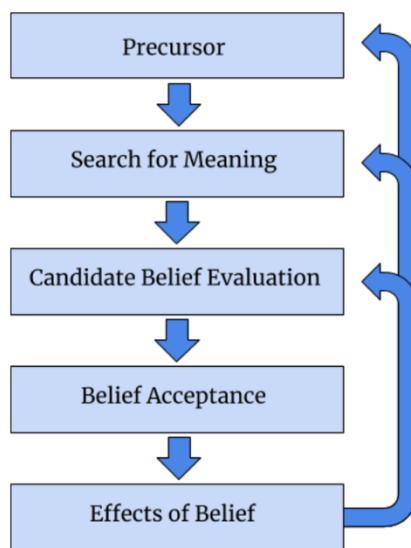 Precursor
Search for Meaning
Candidate Belief Evaluation
Belief Acceptance
Effects of Belief